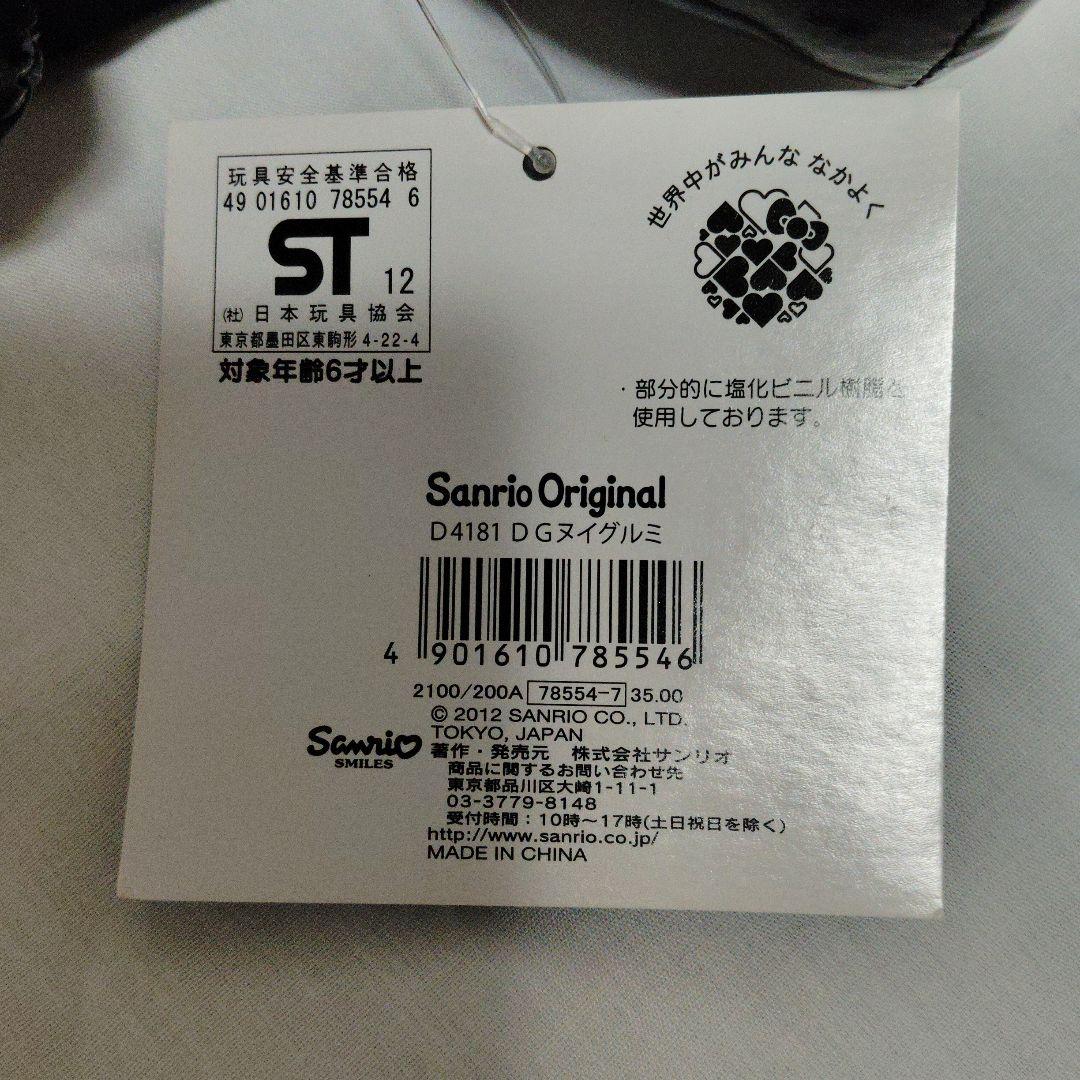 玩具安全基準合格
49 01610 78554 6
ST 12
(社)日本玩具協会
東京都墨田区東駒形4-22-4
対象年齢6才以上
世界中がみんな なかよく
・部分的に塩化ビニル樹脂を
使用しております。
Sanrio Original
D4181 DGヌイグルミ
4 901610 785546
2100/200A 78554-7 35.00
© 2012 SANRIO CO., LTD.
TOKYO, JAPAN
Sanrio
SMILES
著作・発売元 株式会社サンリオ
商品に関するお問い合わせ先
東京都品川区大崎1-11-1
03-3779-8148
受付時間：10時〜17時(土日祝日を除く)
http://www.sanrio.co.jp/
MADE IN CHINA